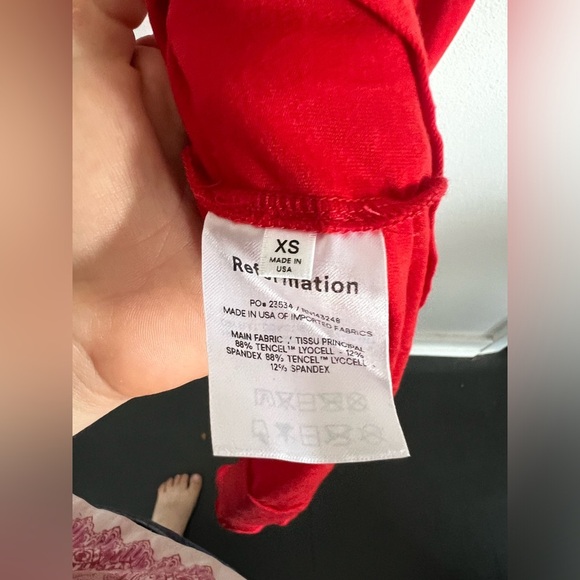 XS
MADE IN
USA
Reformation
PO# 23534 / RN143248
MADE IN USA OF IMPORTED FABRICS
MAIN FABRIC / TISSU PRINCIPAL
88% TENCEL™ LYOCELL - 12%
SPANDEX 88% TENCEL™ LYOCELL
12% SPANDEX